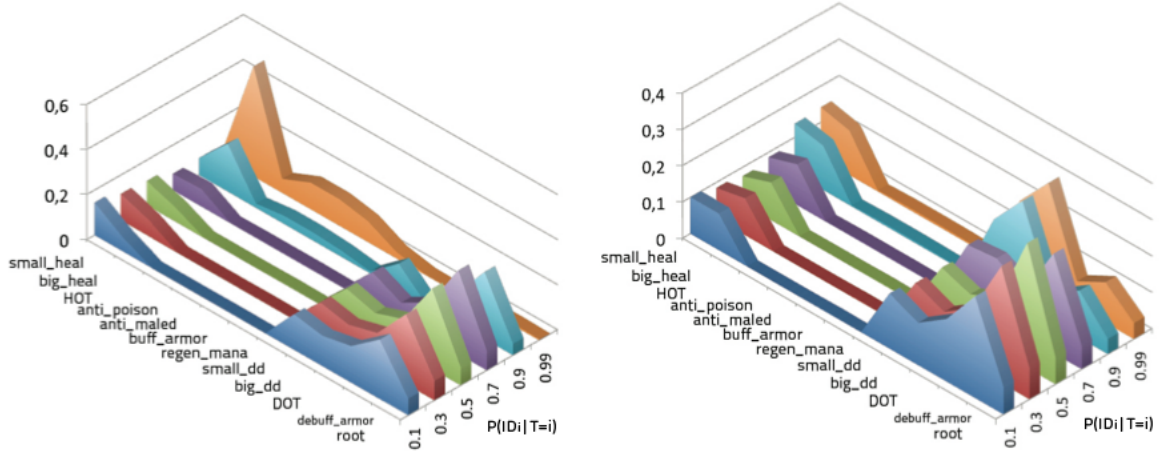 0,6
0,4
0,2
0
small_heal
big_heal
HOT
anti_poison
anti_maled
buff_armor
regen_mana
small_dd
big_dd
DOT
debuff_armor
root
0.1
0.3
0.5
0.7
0.9
0.99
P(IDi|T=i)
0,4
0,3
0,2
0,1
0
small_heal
big_heal
HOT
anti_poison
anti_maled
buff_armor
regen_mana
small_dd
big_dd
DOT
debuff_armor
root
0.1
0.3
0.5
0.7
0.9
0.99
P(IDi|T=i)